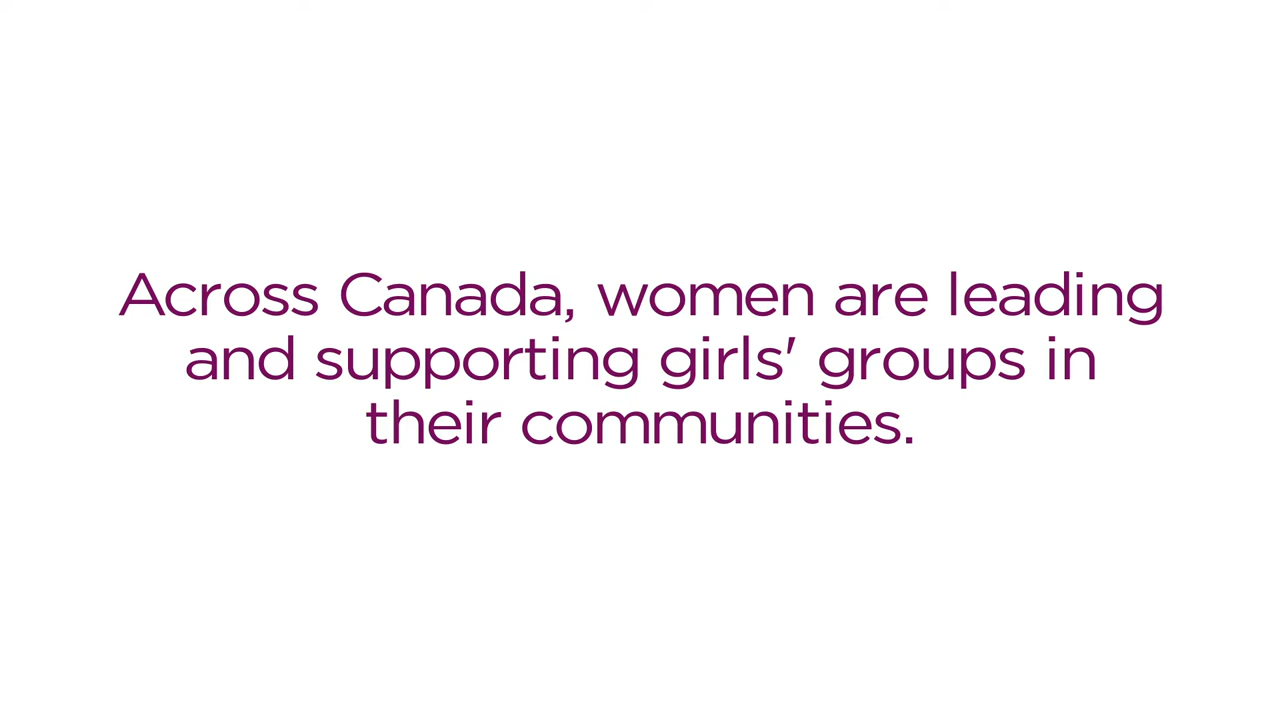 Across Canada, women are leading
and supporting girls' groups in
their communities.